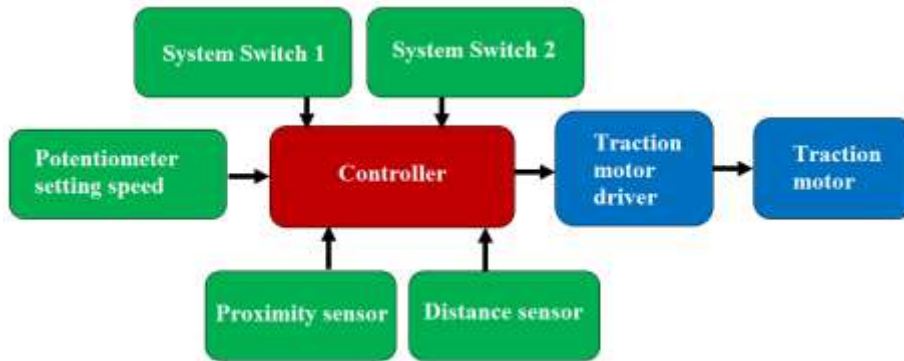 System Switch 1
System Switch 2
Potentiometer
setting speed
Controller
Traction
motor
driver
Traction
motor
Proximity sensor
Distance sensor